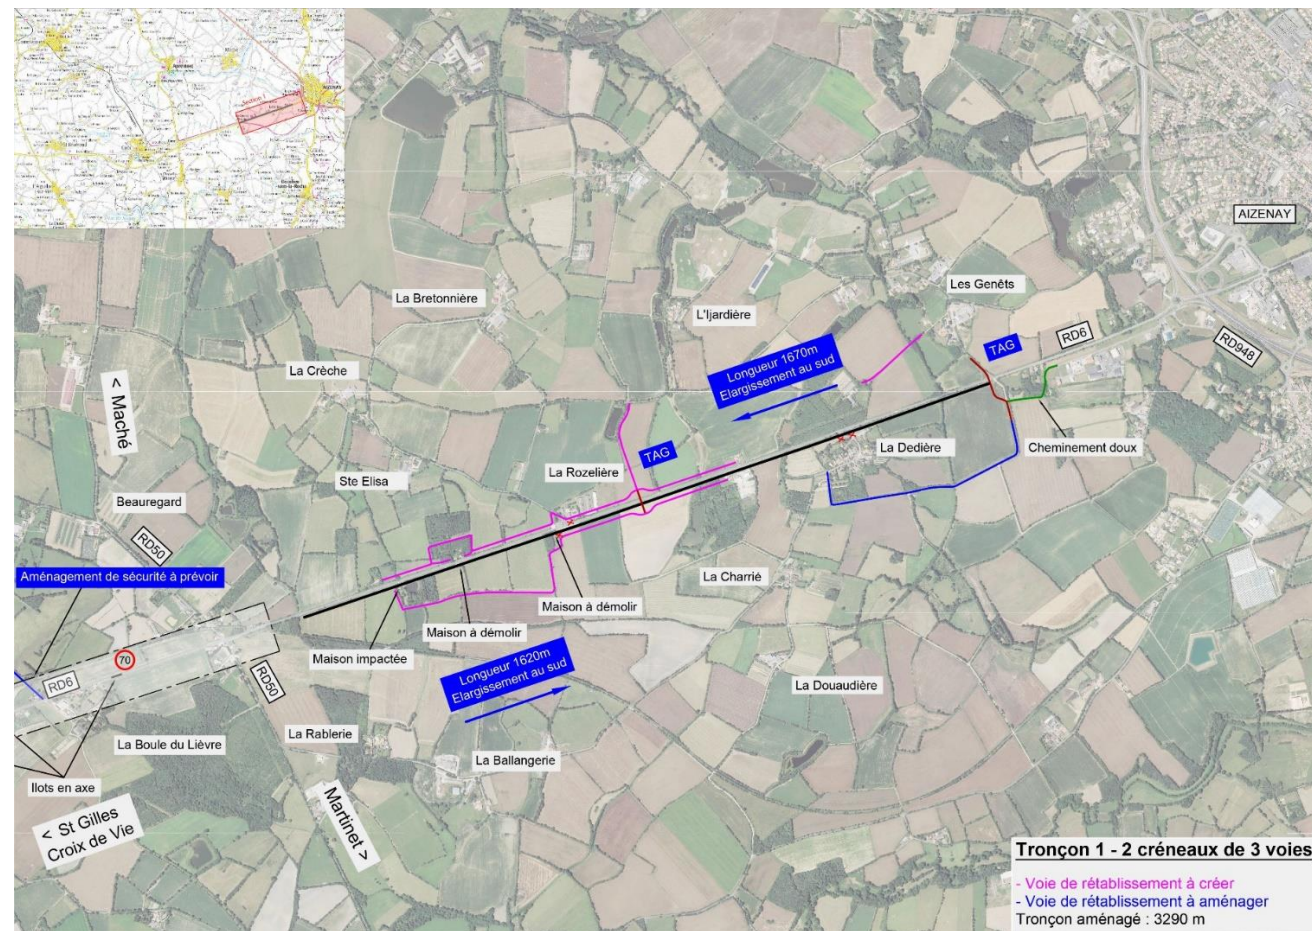 Section 1
AIZENAY
Les Genêts
La Bretonnière
L'Ijardière
TAG
RD6
RD948
Longueur 1670m
Elargissement au sud
La Crèche
< Maché
La Dedière
Cheminement doux
TAG
La Rozelière
Ste Elisa
Beauregard
RD50
Aménagement de sécurité à prévoir
La Charrié
Maison à démolir
Maison à démolir
Maison impactée
70
RD6
RD50
Longueur 1620m
Elargissement au sud
La Douaudière
La Rablerie
La Boule du Lièvre
La Ballangerie
Ilots en axe
< St Gilles
Croix de Vie
Martinet >
Tronçon 1 - 2 créneaux de 3 voies
- Voie de rétablissement à créer
- Voie de rétablissement à aménager
Tronçon aménagé : 3290 m